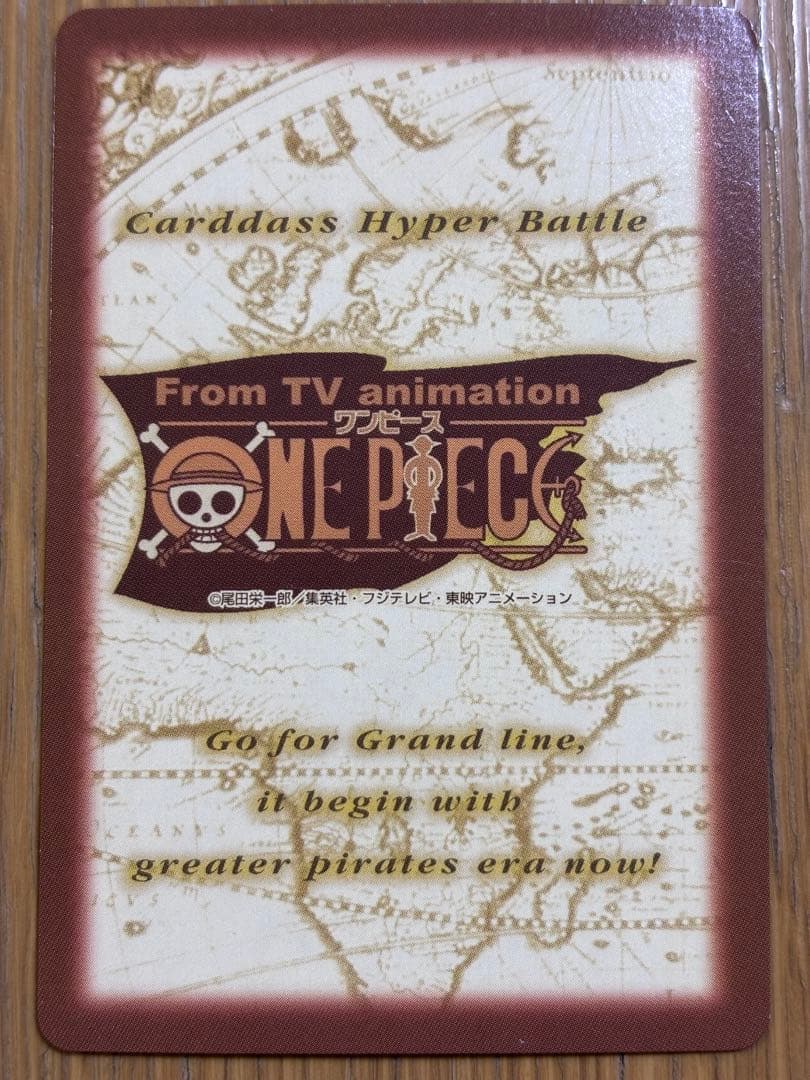 Septentrio
Carddass Hyper Battle
From TV animation
ワンピース
ONE PIECE
©尾田栄一郎／集英社・フジテレビ・東映アニメーション
Go for Grand line,
it begin with
greater pirates era now!
OCEANVS